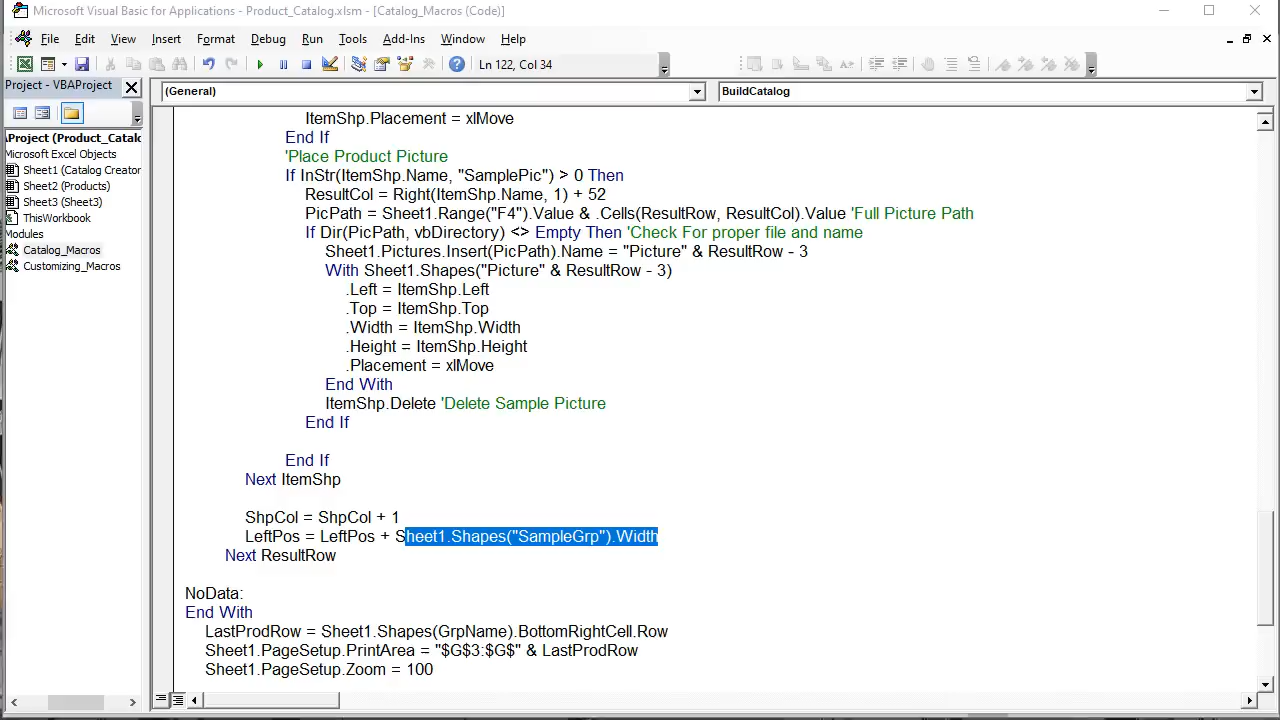 Microsoft Visual Basic for Applications - Product_Catalog.xlsm - [Catalog_Macros (Code)]
File Edit View Insert Format Debug Run Tools Add-Ins Window Help
Ln 122, Col 34
Project - VBAProject
(General)
BuildCatalog
AProject (Product_Catal
Microsoft Excel Objects
Sheet1 (Catalog Creator
Sheet2 (Products)
Sheet3 (Sheet3)
ThisWorkbook
Modules
Catalog_Macros
Customizing_Macros
ItemShp.Placement = xlMove
End If
'Place Product Picture
If InStr(ItemShp.Name, "SamplePic") > 0 Then
ResultCol = Right(ItemShp.Name, 1) + 52
PicPath = Sheet1.Range("F4").Value & .Cells(ResultRow, ResultCol).Value 'Full Picture Path
If Dir(PicPath, vbDirectory) <> Empty Then 'Check For proper file and name
Sheet1.Pictures.Insert(PicPath).Name = "Picture" & ResultRow - 3
With Sheet1.Shapes("Picture" & ResultRow - 3)
.Left = ItemShp.Left
.Top = ItemShp.Top
.Width = ItemShp.Width
.Height = ItemShp.Height
.Placement = xlMove
End With
ItemShp.Delete 'Delete Sample Picture
End If
End If
Next ItemShp
ShpCol = ShpCol + 1
LeftPos = LeftPos + Sheet1.Shapes("SampleGrp").Width
Next ResultRow
NoData:
End With
LastProdRow = Sheet1.Shapes(GrpName).BottomRightCell.Row
Sheet1.PageSetup.PrintArea = "$G$3:$G$" & LastProdRow
Sheet1.PageSetup.Zoom = 100